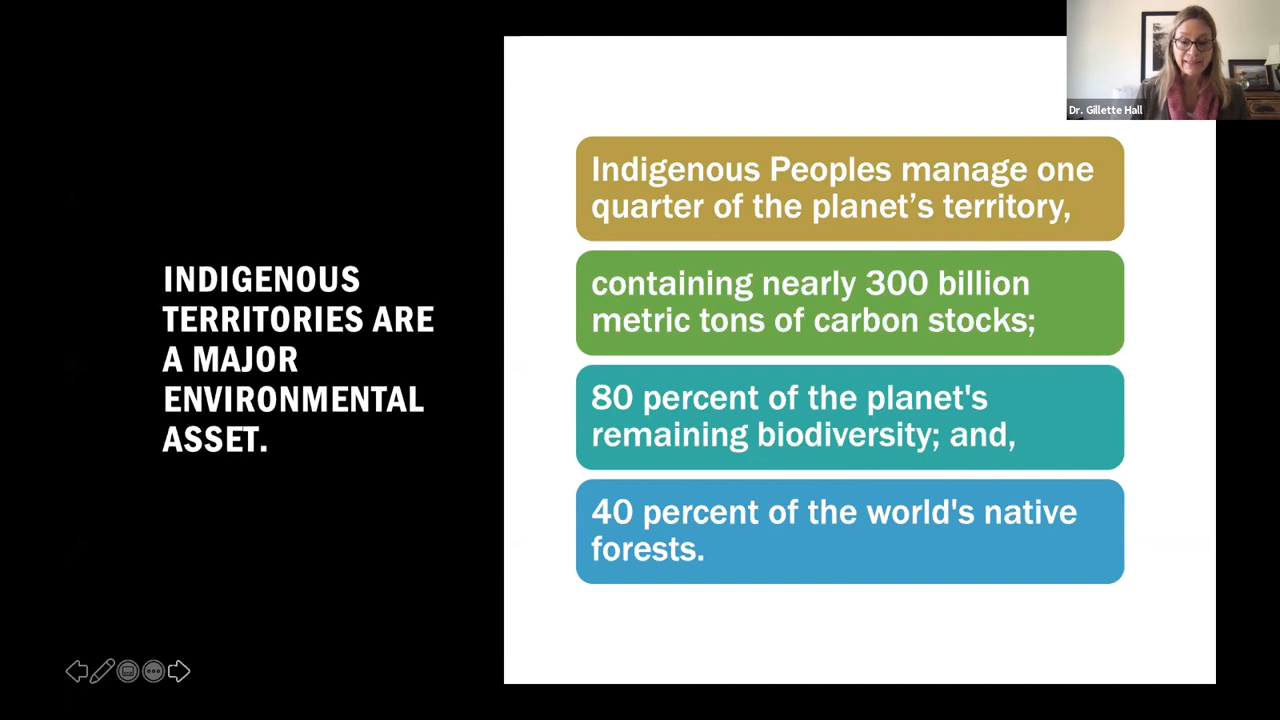 Dr. Gillette Hall
INDIGENOUS
TERRITORIES ARE
A MAJOR
ENVIRONMENTAL
ASSET.
Indigenous Peoples manage one
quarter of the planet’s territory,
containing nearly 300 billion
metric tons of carbon stocks;
80 percent of the planet's
remaining biodiversity; and,
40 percent of the world's native
forests.